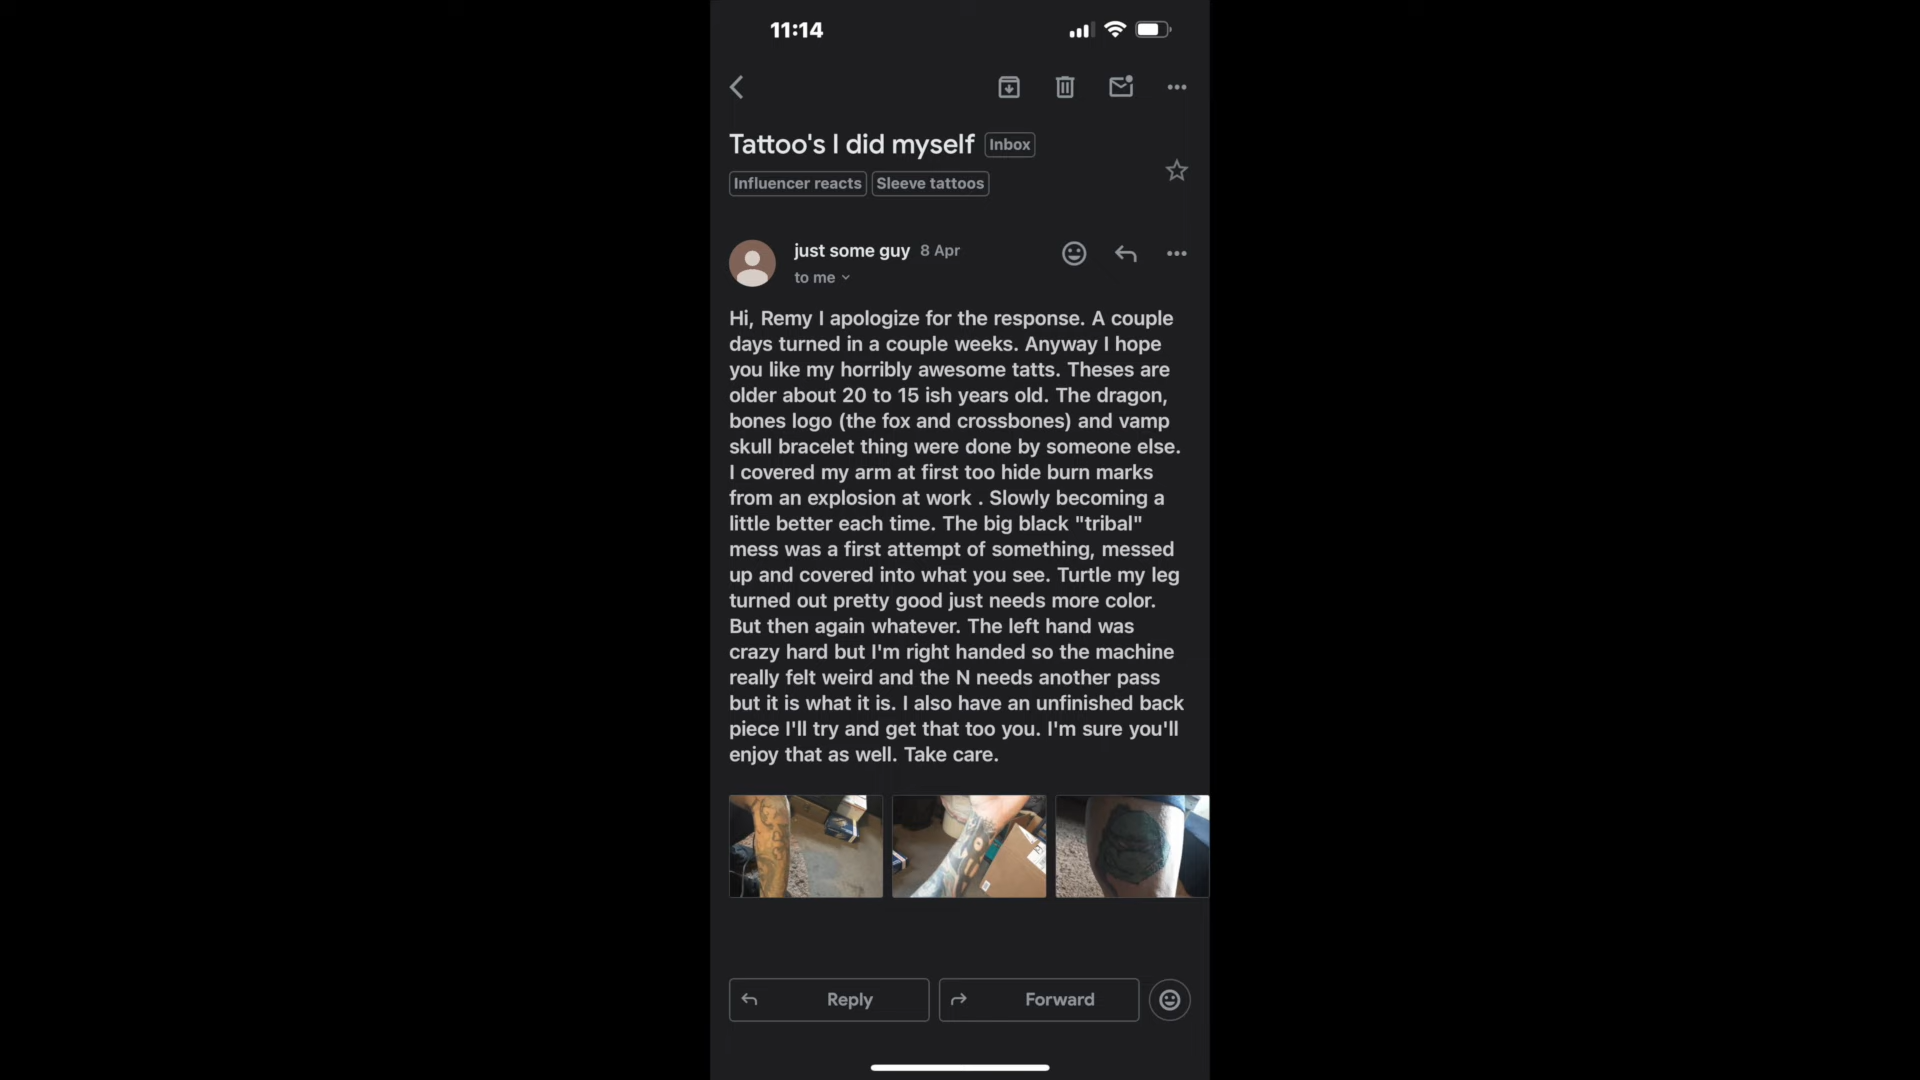 11:14
Tattoo's I did myself Inbox
Influencer reacts Sleeve tattoos
just some guy 8 Apr
to me
Hi, Remy I apologize for the response. A couple
days turned in a couple weeks. Anyway I hope
you like my horribly awesome tatts. Theses are
older about 20 to 15 ish years old. The dragon,
bones logo (the fox and crossbones) and vamp
skull bracelet thing were done by someone else.
I covered my arm at first too hide burn marks
from an explosion at work . Slowly becoming a
little better each time. The big black "tribal"
mess was a first attempt of something, messed
up and covered into what you see. Turtle my leg
turned out pretty good just needs more color.
But then again whatever. The left hand was
crazy hard but I'm right handed so the machine
really felt weird and the N needs another pass
but it is what it is. I also have an unfinished back
piece I'll try and get that too you. I'm sure you'll
enjoy that as well. Take care.
Reply Forward